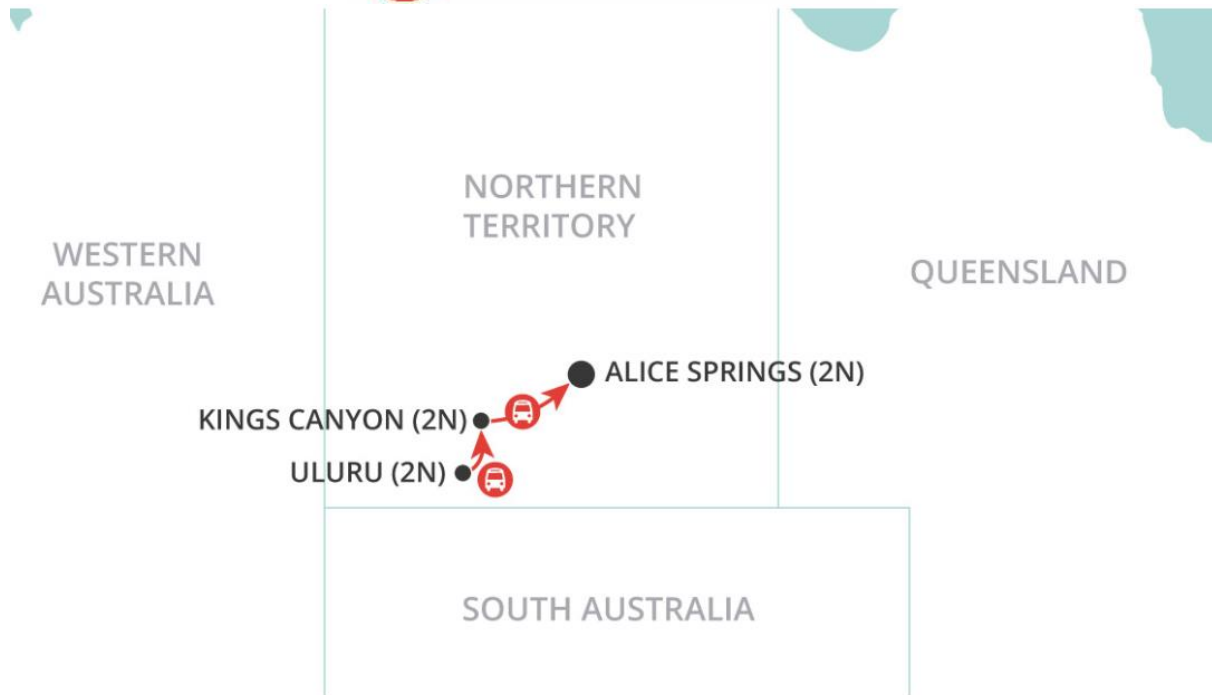 NORTHERN
TERRITORY
WESTERN
AUSTRALIA
QUEENSLAND
ALICE SPRINGS (2N)
KINGS CANYON (2N)
ULURU (2N)
SOUTH AUSTRALIA